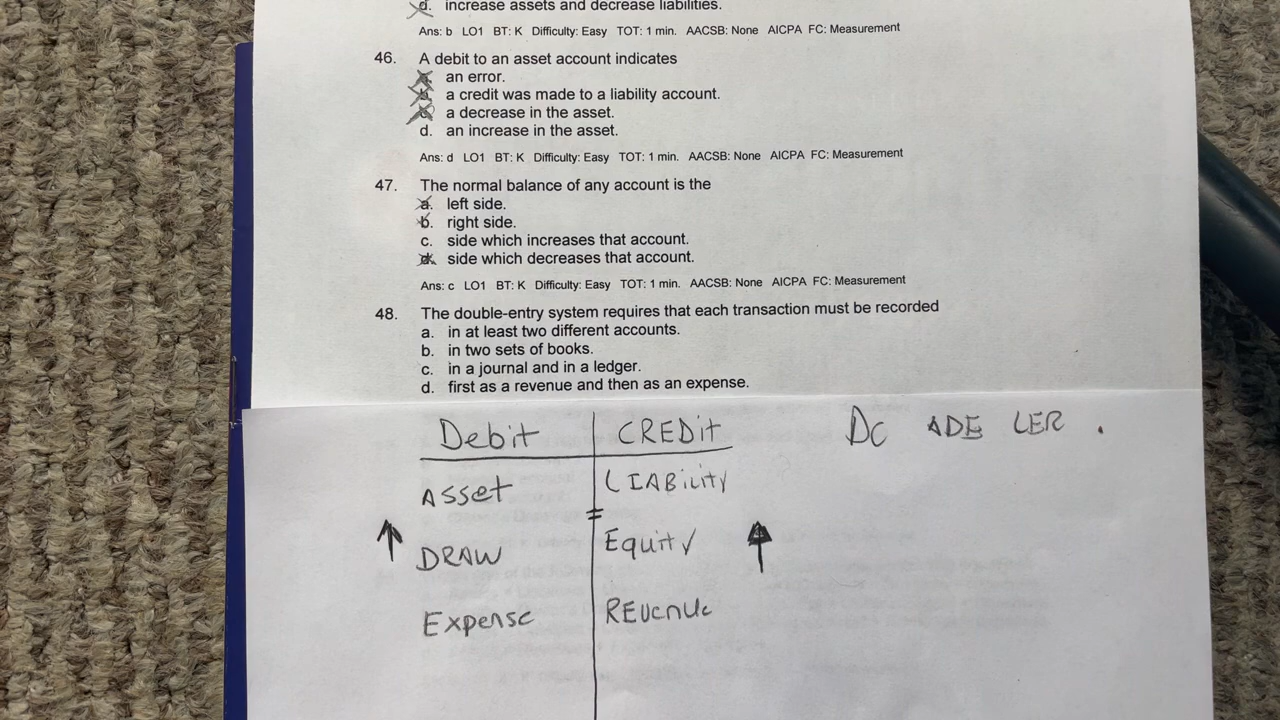 d. increase assets and decrease liabilities.
Ans: b LO1 BT: K Difficulty: Easy TOT: 1 min. AACSB: None AICPA FC: Measurement
46. A debit to an asset account indicates
a. an error.
b. a credit was made to a liability account.
c. a decrease in the asset.
d. an increase in the asset.
Ans: d LO1 BT: K Difficulty: Easy TOT: 1 min. AACSB: None AICPA FC: Measurement
47. The normal balance of any account is the
a. left side.
b. right side.
c. side which increases that account.
d. side which decreases that account.
Ans: c LO1 BT: K Difficulty: Easy TOT: 1 min. AACSB: None AICPA FC: Measurement
48. The double-entry system requires that each transaction must be recorded
a. in at least two different accounts.
b. in two sets of books.
c. in a journal and in a ledger.
d. first as a revenue and then as an expense.
Debit CREDit DC ADE LER .
Asset LIABility
DRAW Equity
Expense REvenue